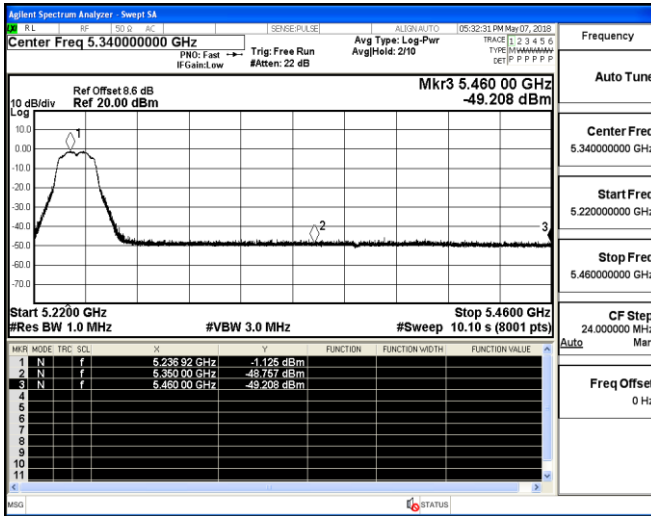 Agilent Spectrum Analyzer - Swept SA
RL RF 50 Ω AC SENSE:PULSE ALIGN AUTO 05:32:31 PM May 07, 2018
Center Freq 5.340000000 GHz
PNO: Fast
IFGain:Low
Trig: Free Run
#Atten: 22 dB
Avg Type: Log-Pwr
Avg|Hold: 2/10
TRACE 1 2 3 4 5 6
TYPE MWWWWW
DET P P P P P P
Mkr3 5.460 00 GHz
-49.208 dBm
Ref Offset 8.6 dB
Ref 20.00 dBm
10 dB/div
Log
10.0
0.00
-10.0
-20.0
-30.0
-40.0
-50.0
-60.0
-70.0
1
2
3
Start 5.2200 GHz
Stop 5.4600 GHz
#Res BW 1.0 MHz
#VBW 3.0 MHz
#Sweep 10.10 s (8001 pts)
MKR MODE TRC SCL X Y FUNCTION FUNCTION WIDTH FUNCTION VALUE
1 N f 5.236 92 GHz -1.125 dBm
2 N f 5.350 00 GHz -48.757 dBm
3 N f 5.460 00 GHz -49.208 dBm
4
5
6
7
8
9
10
11
MSG
STATUS
Frequency
Auto Tune
Center Freq
5.340000000 GHz
Start Freq
5.220000000 GHz
Stop Freq
5.460000000 GHz
CF Step
24.000000 MHz
Auto Man
Freq Offset
0 Hz